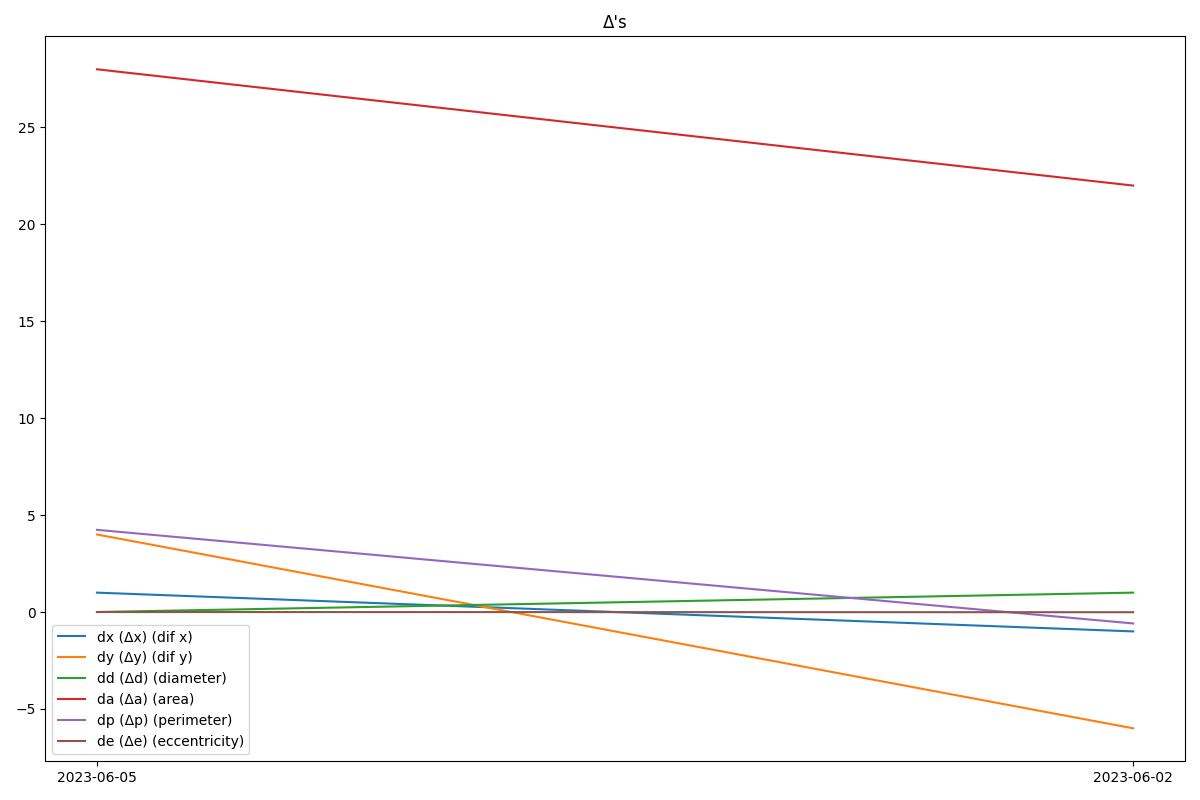 Δ's
25
20
15
10
5
0
−5
dx (Δx) (dif x)
dy (Δy) (dif y)
dd (Δd) (diameter)
da (Δa) (area)
dp (Δp) (perimeter)
de (Δe) (eccentricity)
2023-06-05 2023-06-02